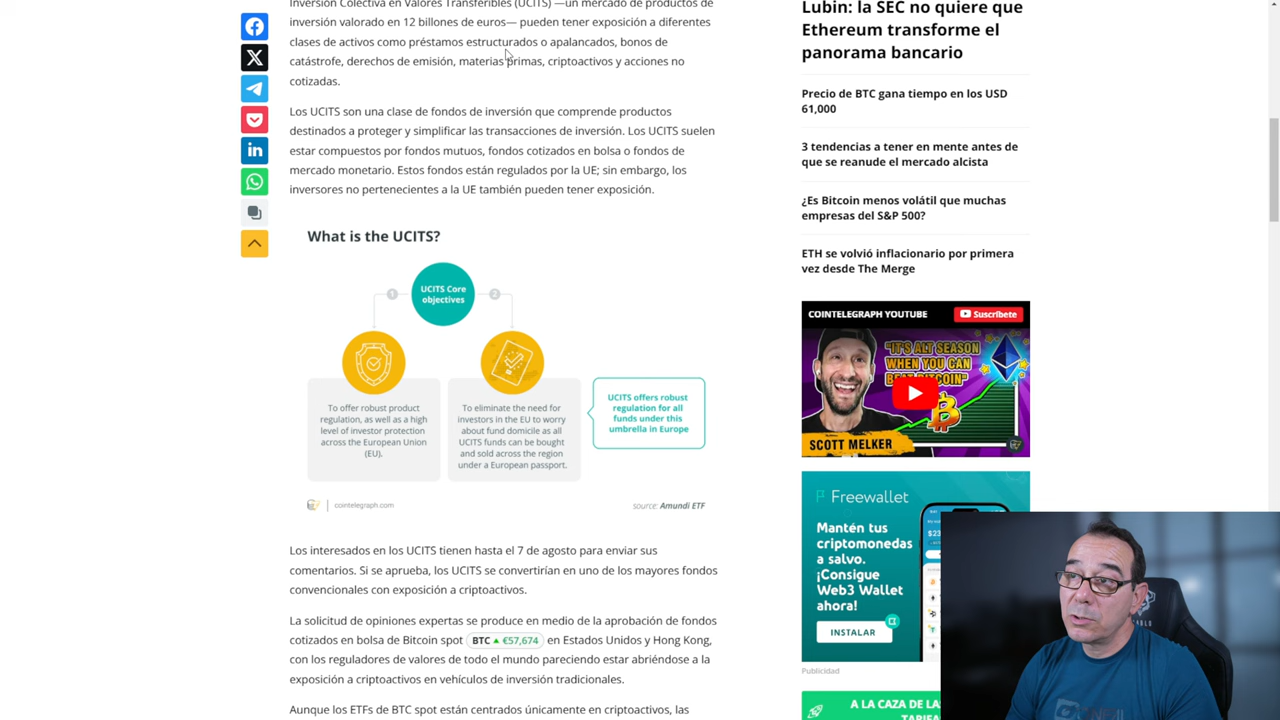 Inversión Colectiva en Valores Transferibles (UCITS) —un mercado de productos de
inversión valorado en 12 billones de euros— pueden tener exposición a diferentes
clases de activos como préstamos estructurados o apalancados, bonos de
catástrofe, derechos de emisión, materias primas, criptoactivos y acciones no
cotizadas.
Los UCITS son una clase de fondos de inversión que comprende productos
destinados a proteger y simplificar las transacciones de inversión. Los UCITS suelen
estar compuestos por fondos mutuos, fondos cotizados en bolsa o fondos de
mercado monetario. Estos fondos están regulados por la UE; sin embargo, los
inversores no pertenecientes a la UE también pueden tener exposición.
What is the UCITS?
UCITS Core
objectives
1
2
To offer robust product
regulation, as well as a high
level of investor protection
across the European Union
(EU).
To eliminate the need for
investors in the EU to worry
about fund domicile as all
UCITS funds can be bought
and sold across the region
under a European passport.
UCITS offers robust
regulation for all
funds under this
umbrella in Europe
cointelegraph.com
source: Amundi ETF
Los interesados en los UCITS tienen hasta el 7 de agosto para enviar sus
comentarios. Si se aprueba, los UCITS se convertirían en uno de los mayores fondos
convencionales con exposición a criptoactivos.
La solicitud de opiniones expertas se produce en medio de la aprobación de fondos
cotizados en bolsa de Bitcoin spot BTC €57,674 en Estados Unidos y Hong Kong,
con los reguladores de valores de todo el mundo pareciendo estar abriéndose a la
exposición a criptoactivos en vehículos de inversión tradicionales.
Aunque los ETFs de BTC spot están centrados únicamente en criptoactivos, las
Lubin: la SEC no quiere que
Ethereum transforme el
panorama bancario
Precio de BTC gana tiempo en los USD
61,000
3 tendencias a tener en mente antes de
que se reanude el mercado alcista
¿Es Bitcoin menos volátil que muchas
empresas del S&P 500?
ETH se volvió inflacionario por primera
vez desde The Merge
COINTELEGRAPH YOUTUBE
Suscríbete
"IT'S ALT SEASON
WHEN YOU CAN
BEAT BITCOIN"
SCOTT MELKER
Freewallet
Mantén tus
criptomonedas
a salvo.
¡Consigue
Web3 Wallet
ahora!
INSTALAR
Publicidad
A LA CAZA DE LAS